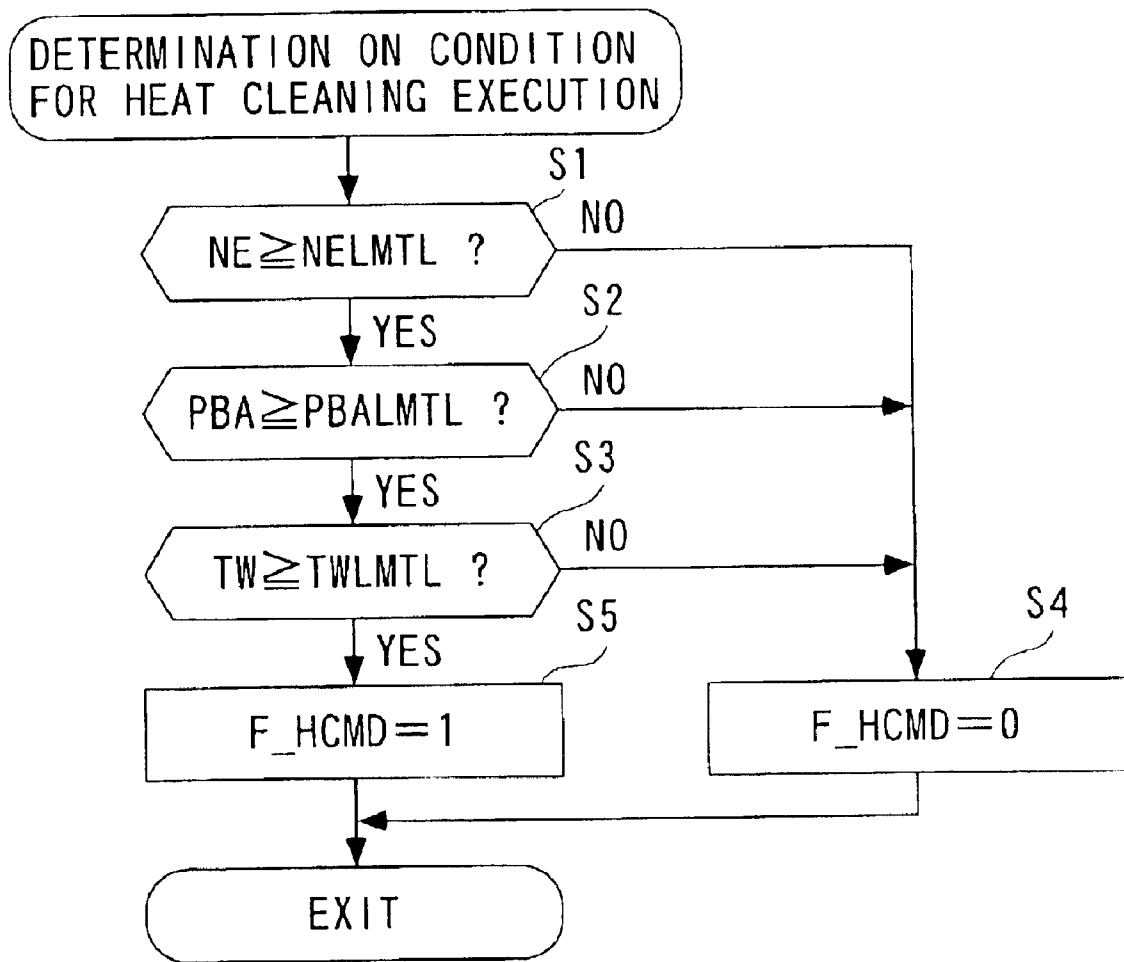 DETERMINATION ON CONDITION
FOR HEAT CLEANING EXECUTION
S1
NE≧NELMTL ?
NO
YES
S2
PBA≧PBALMTL ?
NO
YES
S3
TW≧TWLMTL ?
NO
YES
S5
F_HCMD=1
S4
F_HCMD=0
EXIT